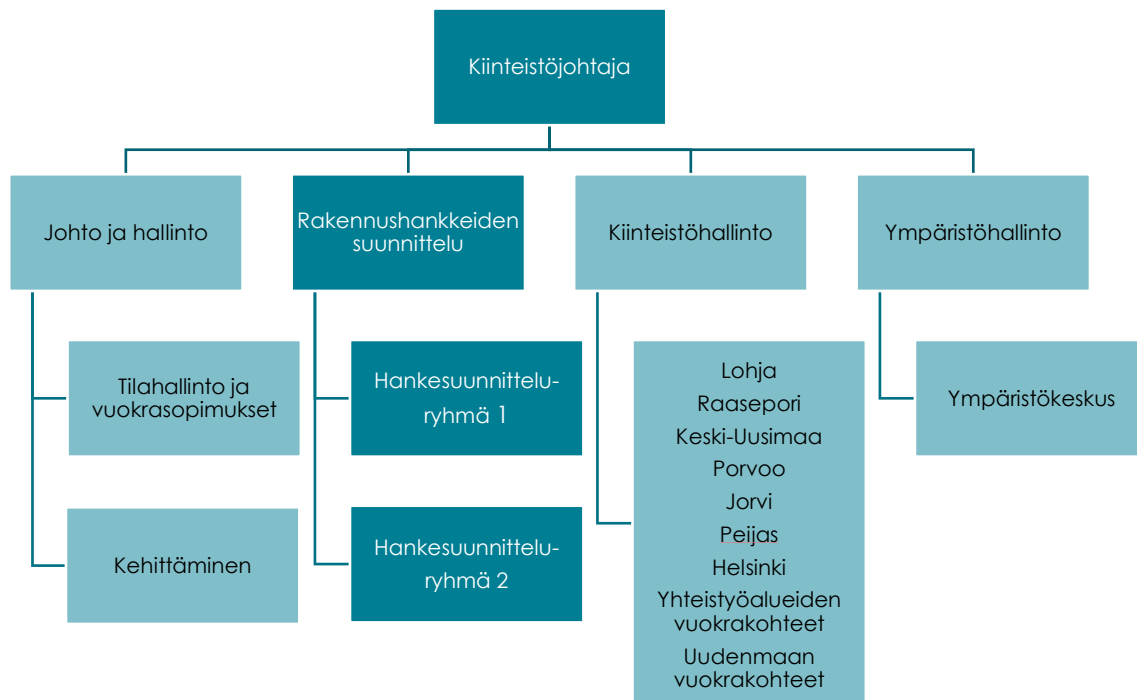 Kiinteistöjohtaja
Johto ja hallinto
Rakennushankkeiden
suunnittelu
Kiinteistöhallinto
Ympäristöhallinto
Tilahallinto ja
vuokrasopimukset
Hankesuunnittelu-
ryhmä 1
Lohja
Raasepori
Keski-Uusimaa
Porvoo
Jorvi
Peijas
Helsinki
Yhteistyöalueiden
vuokrakohteet
Uudenmaan
vuokrakohteet
Ympäristökeskus
Kehittäminen
Hankesuunnittelu-
ryhmä 2